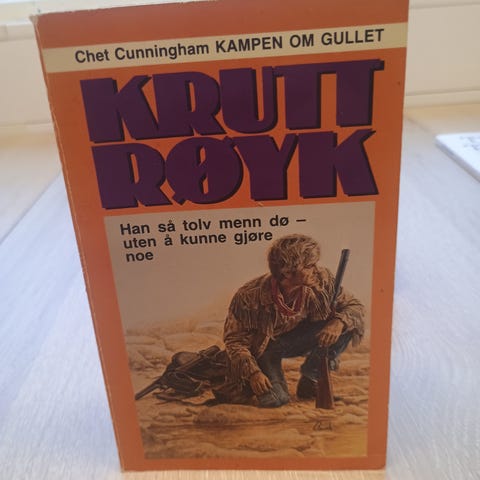 Chet Cunningham KAMPEN OM GULLET
KRUTT
RØYK
Han så tolv menn dø –
uten å kunne gjøre
noe